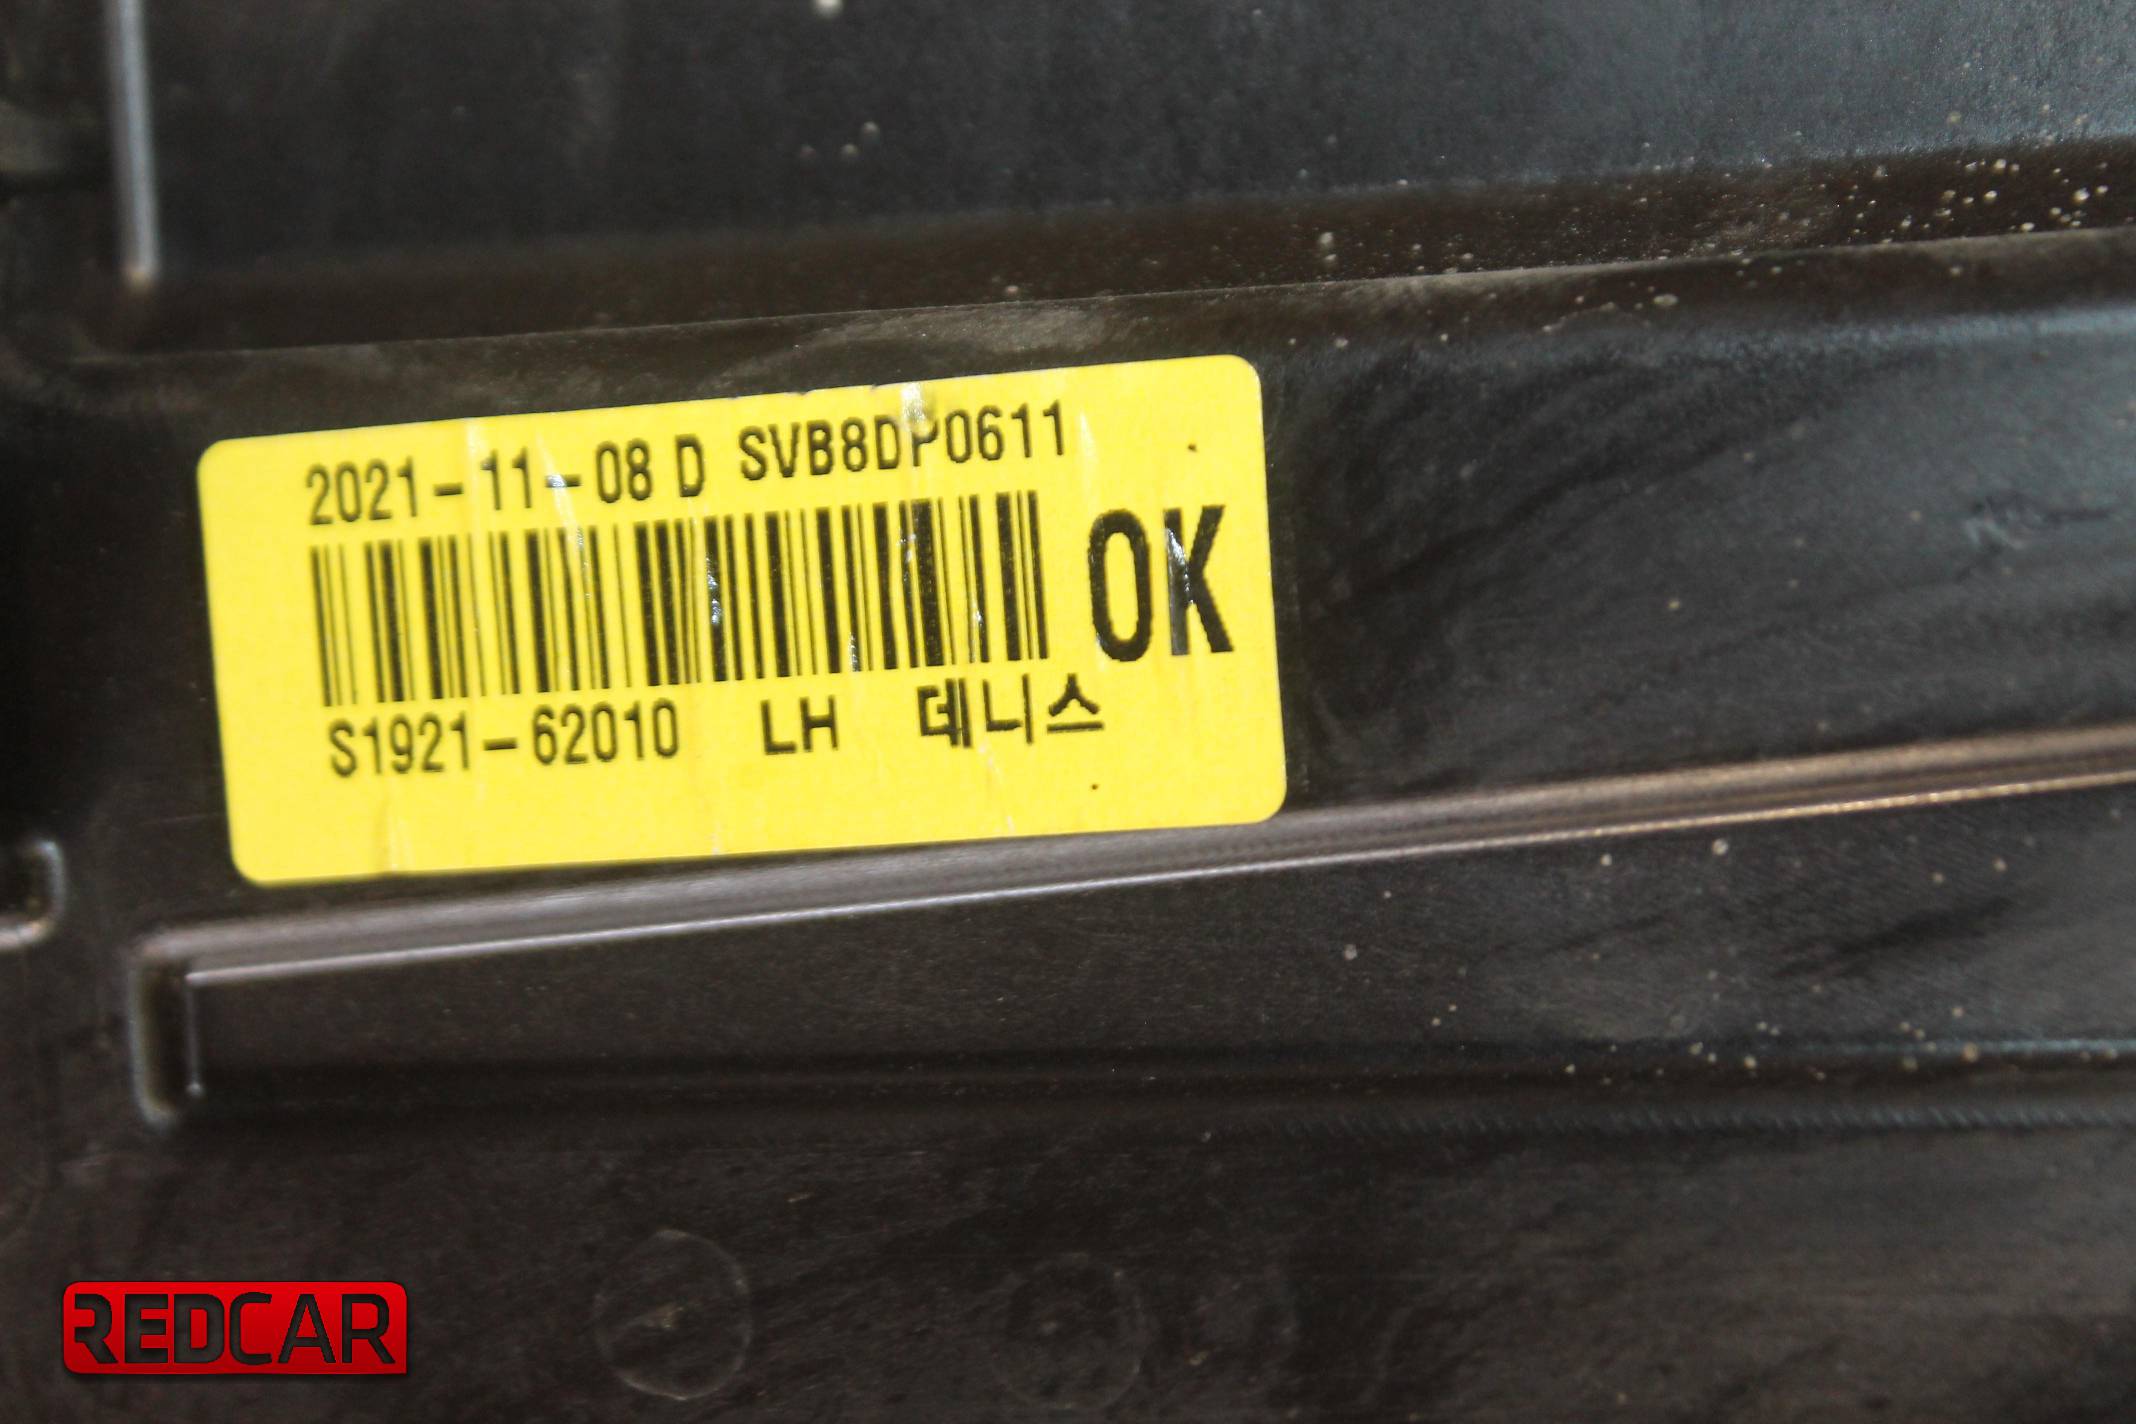 2021-11-08 D SVB8DP0611
OK
S1921-62010 LH 데니스
REDCAR